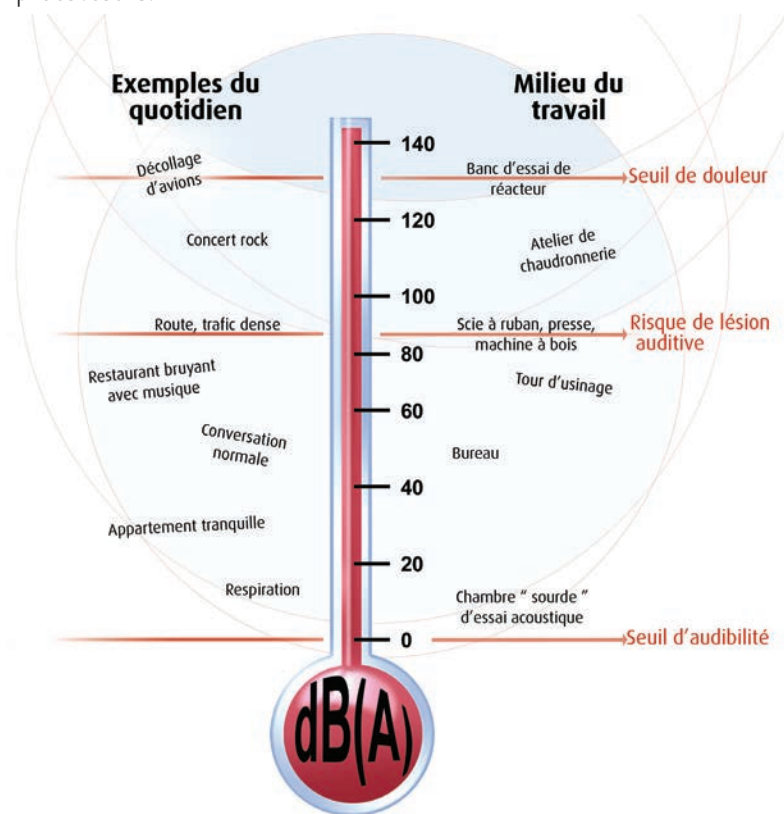 Exemples du
quotidien
Milieu du
travail
140
Décollage
d'avions
Banc d'essai de
réacteur
Seuil de douleur
120
Concert rock
Atelier de
chaudronnerie
100
Route, trafic dense
Scie à ruban, presse,
machine à bois
Risque de lésion
auditive
80
Restaurant bruyant
avec musique
Tour d'usinage
60
Conversation
normale
Bureau
40
Appartement tranquille
20
Respiration
Chambre " sourde "
d'essai acoustique
0
Seuil d'audibilité
dB(A)